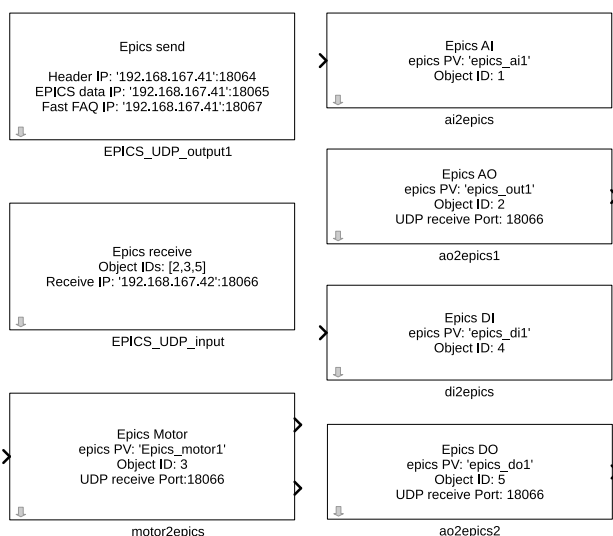 Epics send
Header IP: '192.168.167.41':18064
EPICS data IP: '192.168.167.41':18065
Fast FAQ IP: '192.168.167.41':18067
EPICS_UDP_output1
Epics AI
epics PV: 'epics_ai1'
Object ID: 1
ai2epics
Epics AO
epics PV: 'epics_out1'
Object ID: 2
UDP receive Port: 18066
ao2epics1
Epics receive
Object IDs: [2,3,5]
Receive IP: '192.168.167.42':18066
EPICS_UDP_input
Epics DI
epics PV: 'epics_di1'
Object ID: 4
di2epics
Epics Motor
epics PV: 'Epics_motor1'
Object ID: 3
UDP receive Port:18066
motor2epics
Epics DO
epics PV: 'epics_do1'
Object ID: 5
UDP receive Port: 18066
ao2epics2